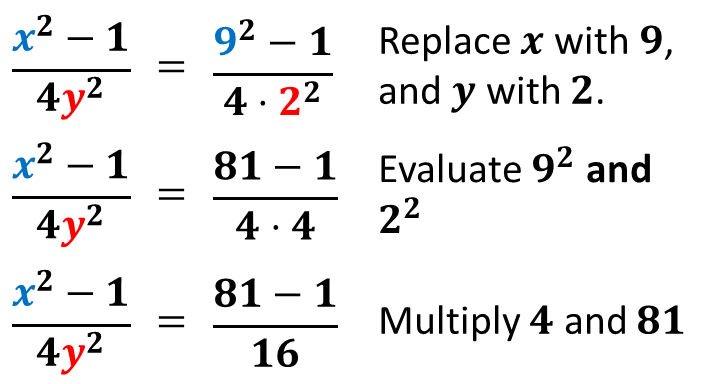 x² − 1 / 4y² = 9² − 1 / 4 · 2² Replace x with 9,
and y with 2.
x² − 1 / 4y² = 81 − 1 / 4 · 4 Evaluate 9² and
2²
x² − 1 / 4y² = 81 − 1 / 16 Multiply 4 and 81